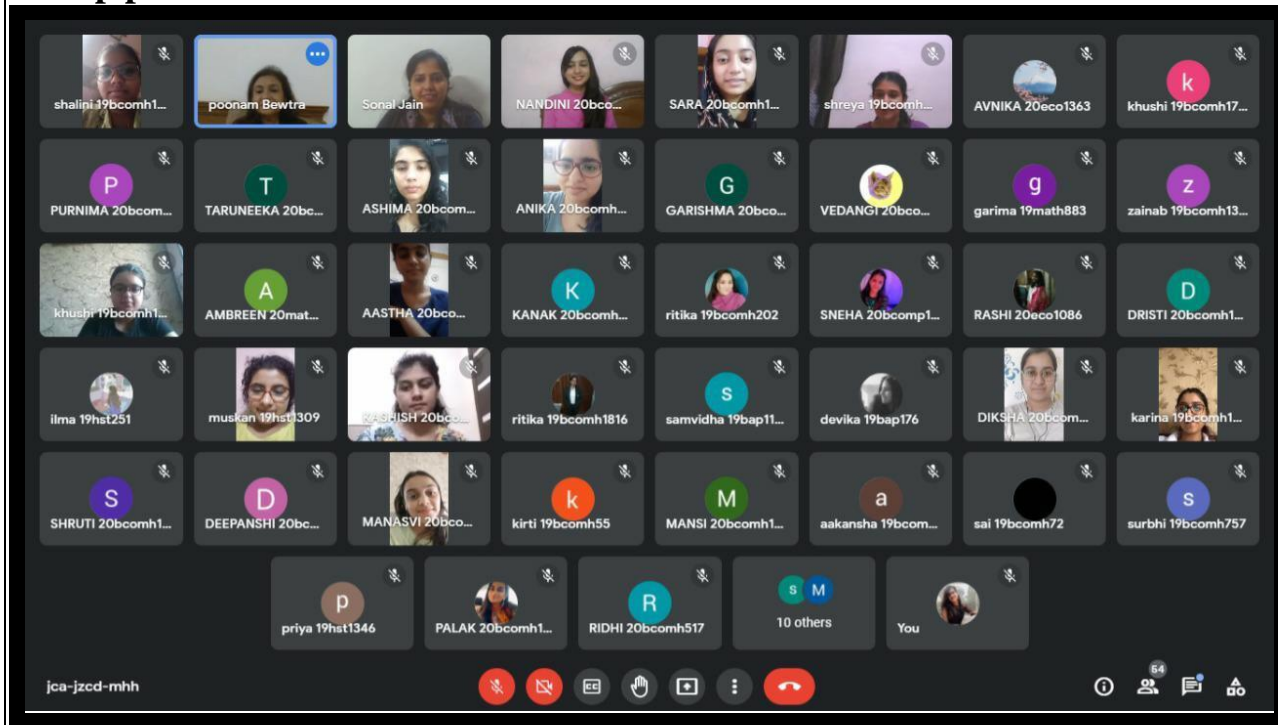 shalini 19bcomh1...
poonam Bewtra
Sonal Jain
NANDINI 20bco...
SARA 20bcomh1...
shreya 19bcomh...
AVNIKA 20eco1363
k
khushi 19bcomh17...
P
PURNIMA 20bcom...
T
TARUNEEKA 20bc...
ASHIMA 20bcom...
ANIKA 20bcomh...
G
GARISHMA 20bco...
VEDANGI 20bco...
g
garima 19math883
z
zainab 19bcomh13...
khushi 19bcomh1...
A
AMBREEN 20mat...
AASTHA 20bco...
K
KANAK 20bcomh...
ritika 19bcomh202
SNEHA 20bcomp1...
RASHI 20eco1086
D
DRISTI 20bcomh1...
ilma 19hst251
muskan 19hst1309
KASHISH 20bco...
ritika 19bcomh1816
s
samvidha 19bap11...
devika 19bap176
DIKSHA 20bcom...
karina 19bcomh1...
S
SHRUTI 20bcomh1...
D
DEEPANSHI 20bc...
MANASVI 20bco...
k
kirti 19bcomh55
M
MANSI 20bcomh1...
a
aakansha 19bcom...
sai 19bcomh72
s
surbhi 19bcomh757
p
priya 19hst1346
PALAK 20bcomh1...
R
RIDHI 20bcomh517
s M
10 others
You
jca-jzcd-mhh
CC
54